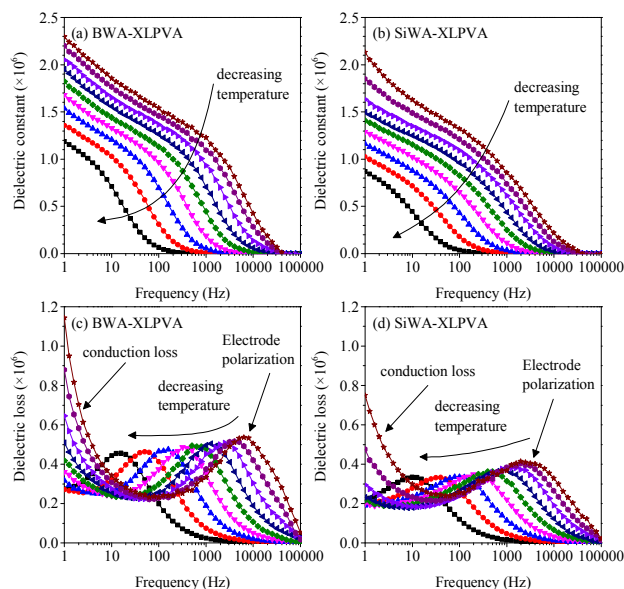 (a) BWA-XLPVA
decreasing
temperature
Dielectric constant (×10⁶)
2.5
2.0
1.5
1.0
0.5
0.0
1 10 100 1000 10000 100000
Frequency (Hz)
(b) SiWA-XLPVA
decreasing
temperature
Dielectric constant (×10⁶)
2.5
2.0
1.5
1.0
0.5
0.0
1 10 100 1000 10000 100000
Frequency (Hz)
(c) BWA-XLPVA
Electrode
polarization
conduction loss
decreasing
temperature
Dielectric loss (×10⁶)
1.2
1.0
0.8
0.6
0.4
0.2
0.0
1 10 100 1000 10000 100000
Frequency (Hz)
(d) SiWA-XLPVA
Electrode
polarization
conduction loss
decreasing
temperature
Dielectric loss (×10⁶)
1.2
1.0
0.8
0.6
0.4
0.2
0.0
1 10 100 1000 10000 100000
Frequency (Hz)